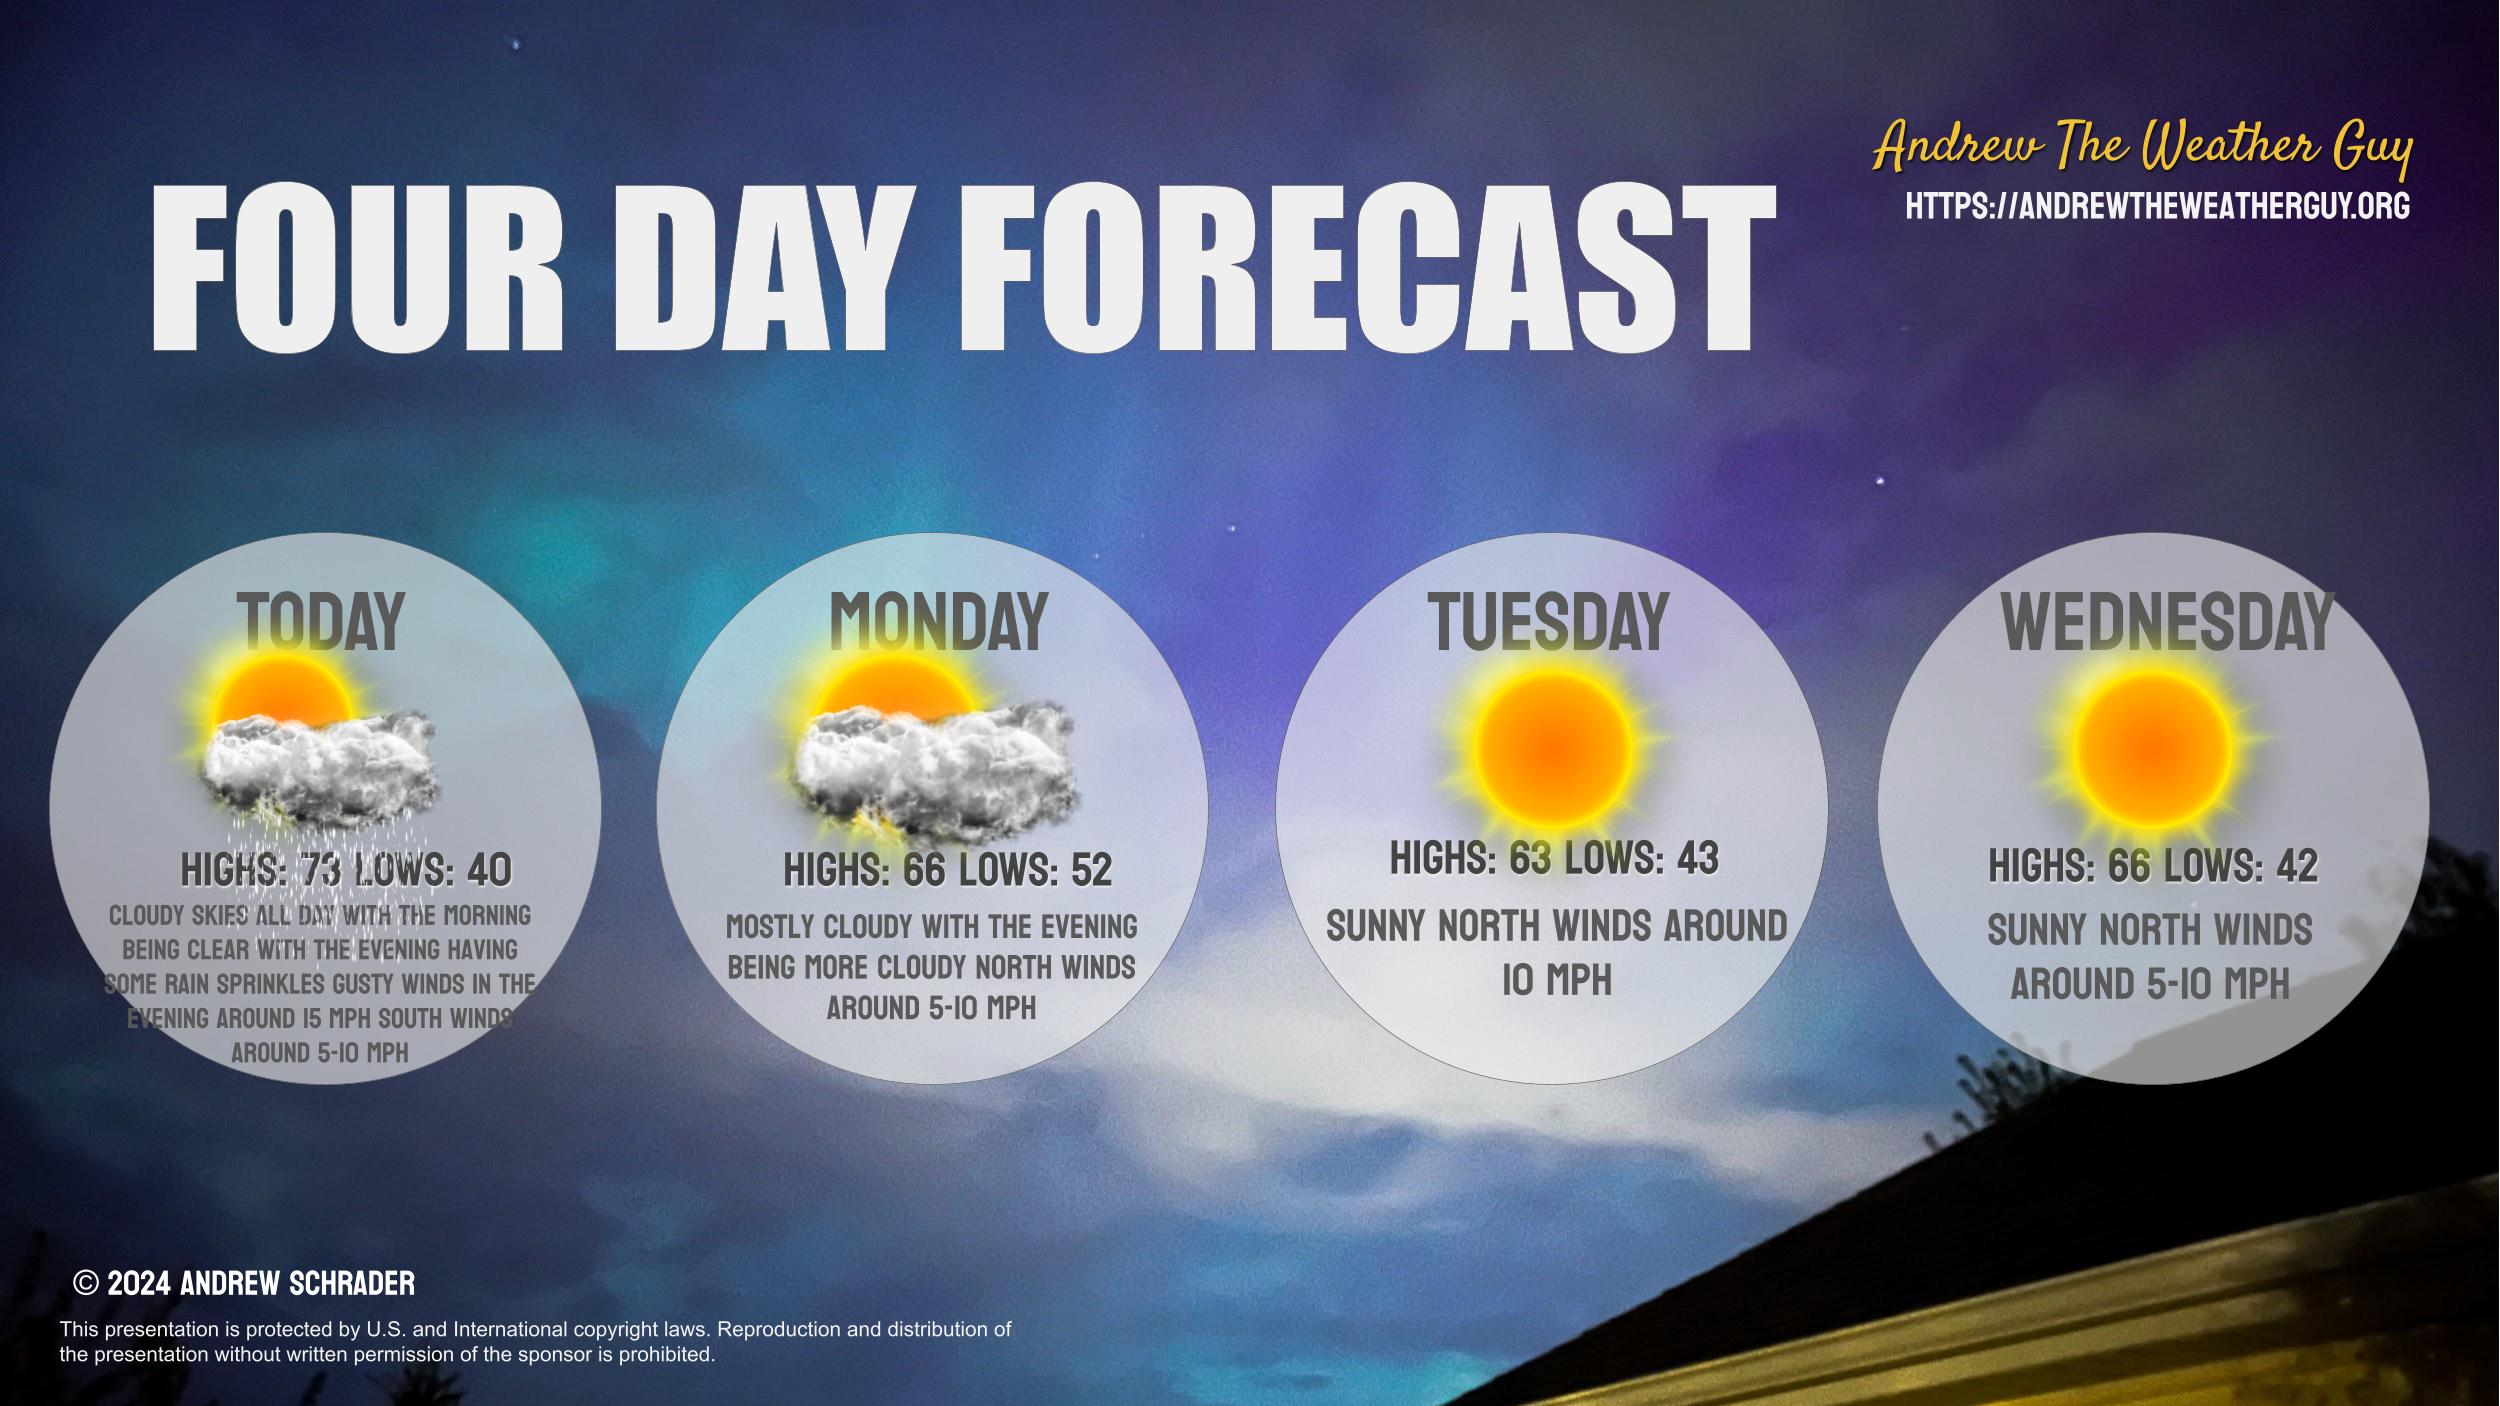 Andrew The Weather Guy
HTTPS://ANDREWTHEWEATHERGUY.ORG
FOUR DAY FORECAST
TODAY
HIGHS: 73 LOWS: 40
CLOUDY SKIES ALL DAY WITH THE MORNING
BEING CLEAR WITH THE EVENING HAVING
SOME RAIN SPRINKLES GUSTY WINDS IN THE
EVENING AROUND 15 MPH SOUTH WINDS
AROUND 5-10 MPH
MONDAY
HIGHS: 66 LOWS: 52
MOSTLY CLOUDY WITH THE EVENING
BEING MORE CLOUDY NORTH WINDS
AROUND 5-10 MPH
TUESDAY
HIGHS: 63 LOWS: 43
SUNNY NORTH WINDS AROUND
10 MPH
WEDNESDAY
HIGHS: 66 LOWS: 42
SUNNY NORTH WINDS
AROUND 5-10 MPH
© 2024 ANDREW SCHRADER
This presentation is protected by U.S. and International copyright laws. Reproduction and distribution of
the presentation without written permission of the sponsor is prohibited.